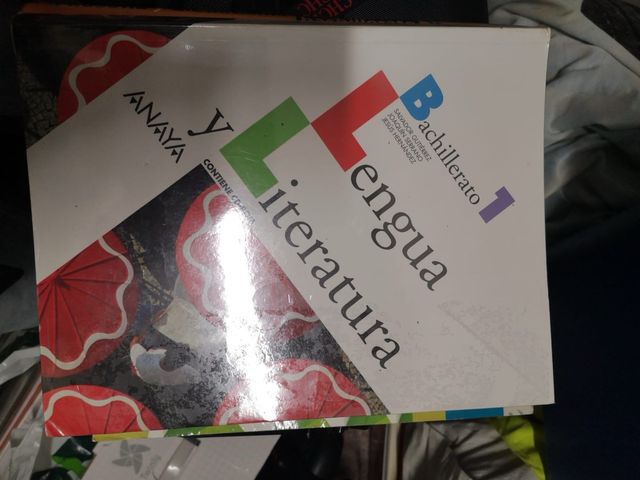 Bachillerato 1
SALVADOR GUTIÉRREZ
JOAQUÍN SERRANO
JESÚS HERNÁNDEZ
Lengua
y Literatura
CONTIENE
ANAYA